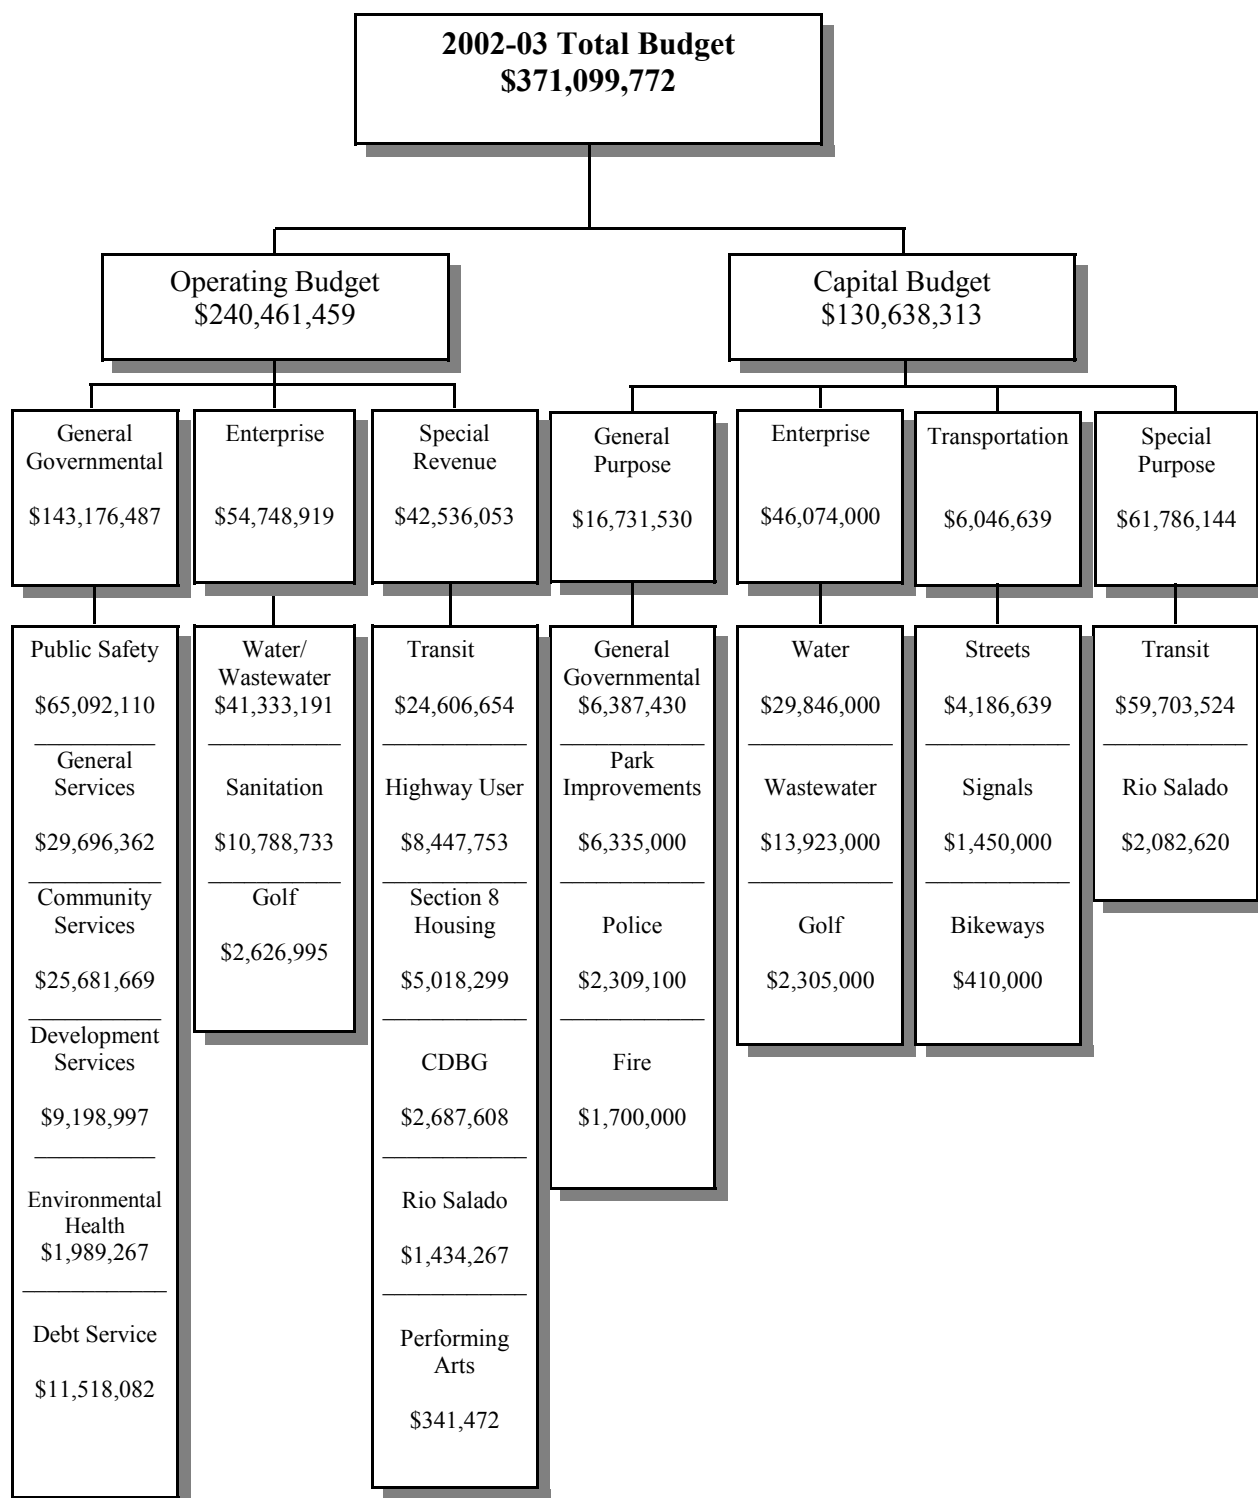 2002-03 Total Budget
$371,099,772
Operating Budget
$240,461,459
Capital Budget
$130,638,313
General
Governmental
$143,176,487
Enterprise
$54,748,919
Special
Revenue
$42,536,053
General
Purpose
$16,731,530
Enterprise
$46,074,000
Transportation
$6,046,639
Special
Purpose
$61,786,144
Public Safety
$65,092,110
General
Services
$29,696,362
Community
Services
$25,681,669
Development
Services
$9,198,997
Environmental
Health
$1,989,267
Debt Service
$11,518,082
Water/
Wastewater
$41,333,191
Sanitation
$10,788,733
Golf
$2,626,995
Transit
$24,606,654
Highway User
$8,447,753
Section 8
Housing
$5,018,299
CDBG
$2,687,608
Rio Salado
$1,434,267
Performing
Arts
$341,472
General
Governmental
$6,387,430
Park
Improvements
$6,335,000
Police
$2,309,100
Fire
$1,700,000
Water
$29,846,000
Wastewater
$13,923,000
Golf
$2,305,000
Streets
$4,186,639
Signals
$1,450,000
Bikeways
$410,000
Transit
$59,703,524
Rio Salado
$2,082,620